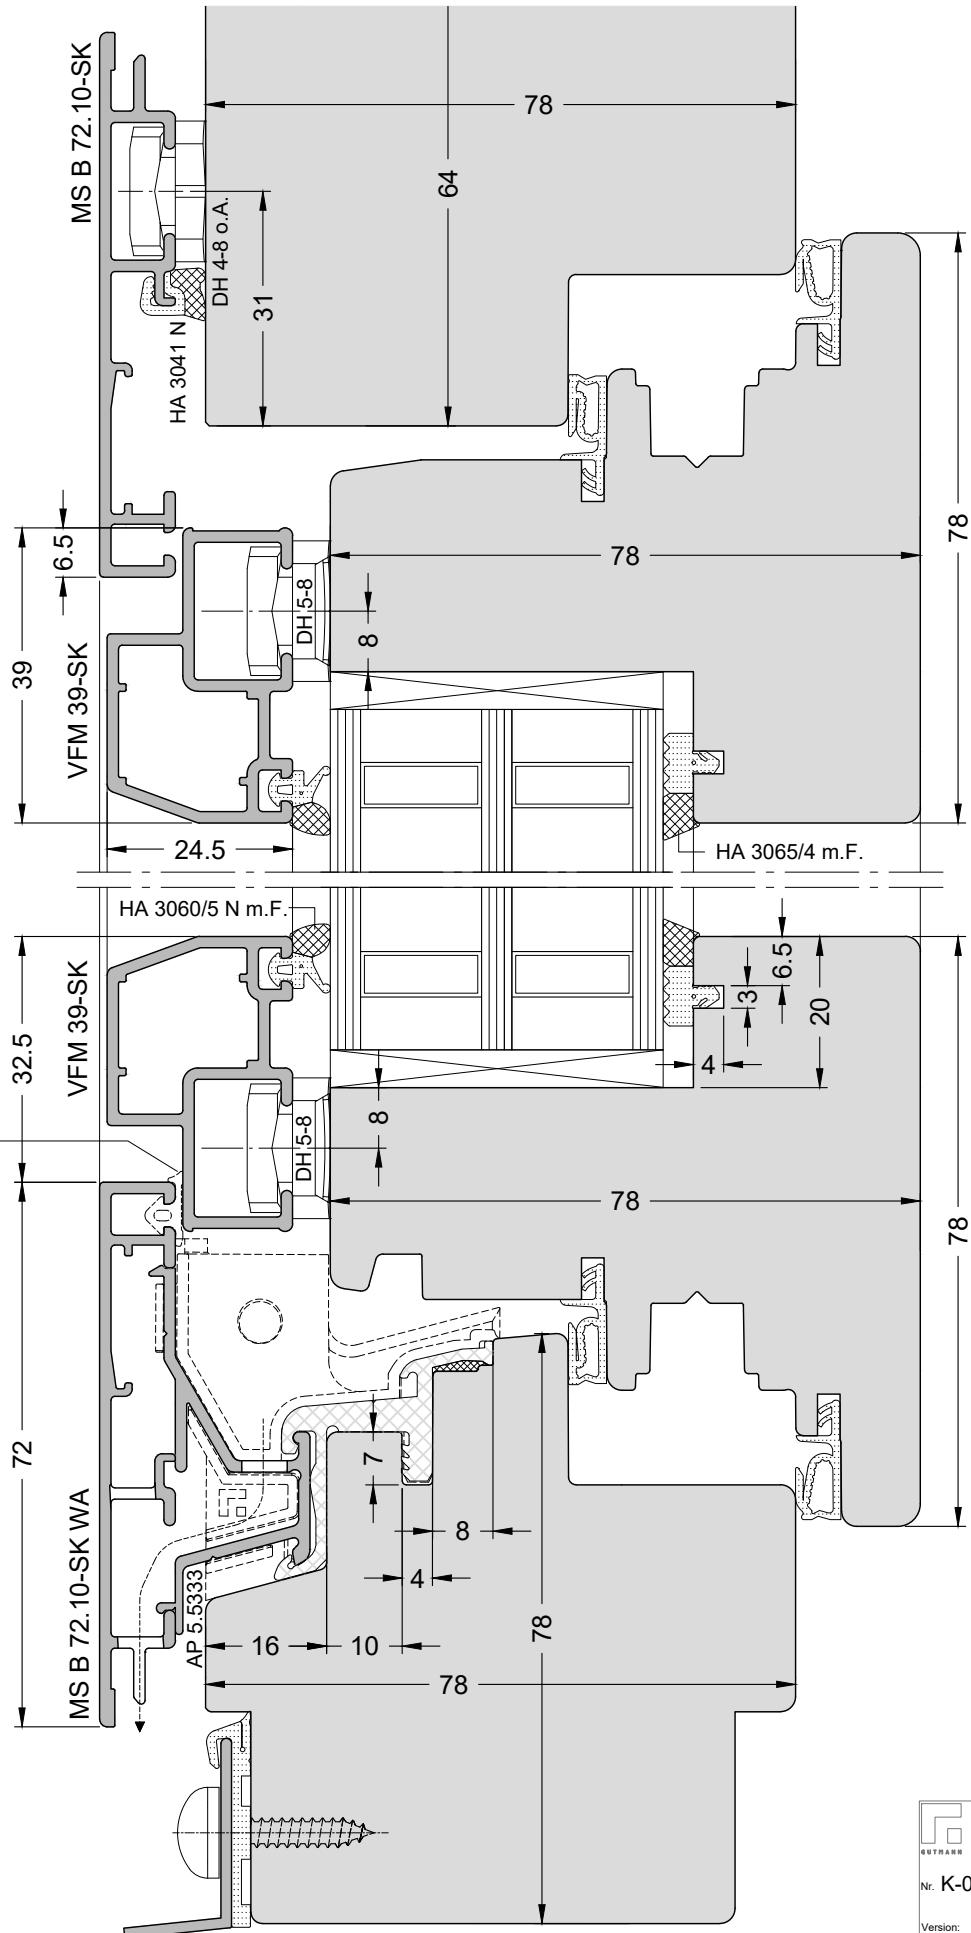 MS B 72.10-SK
78
64
DH 4-8 o.A.
31
HA 3041 N
6.5
39
VFM 39-SK
78
78
DH 5-8
8
24.5
HA 3065/4 m.F.
HA 3060/5 N m.F.
32.5
VFM 39-SK
6.5
3
20
4
8
DH 5-8
78
78
72
MS B 72.10-SK WA
7
8
4
AP 5.5333
16
10
78
78
GUTMANN
Nr. K-0
Version: